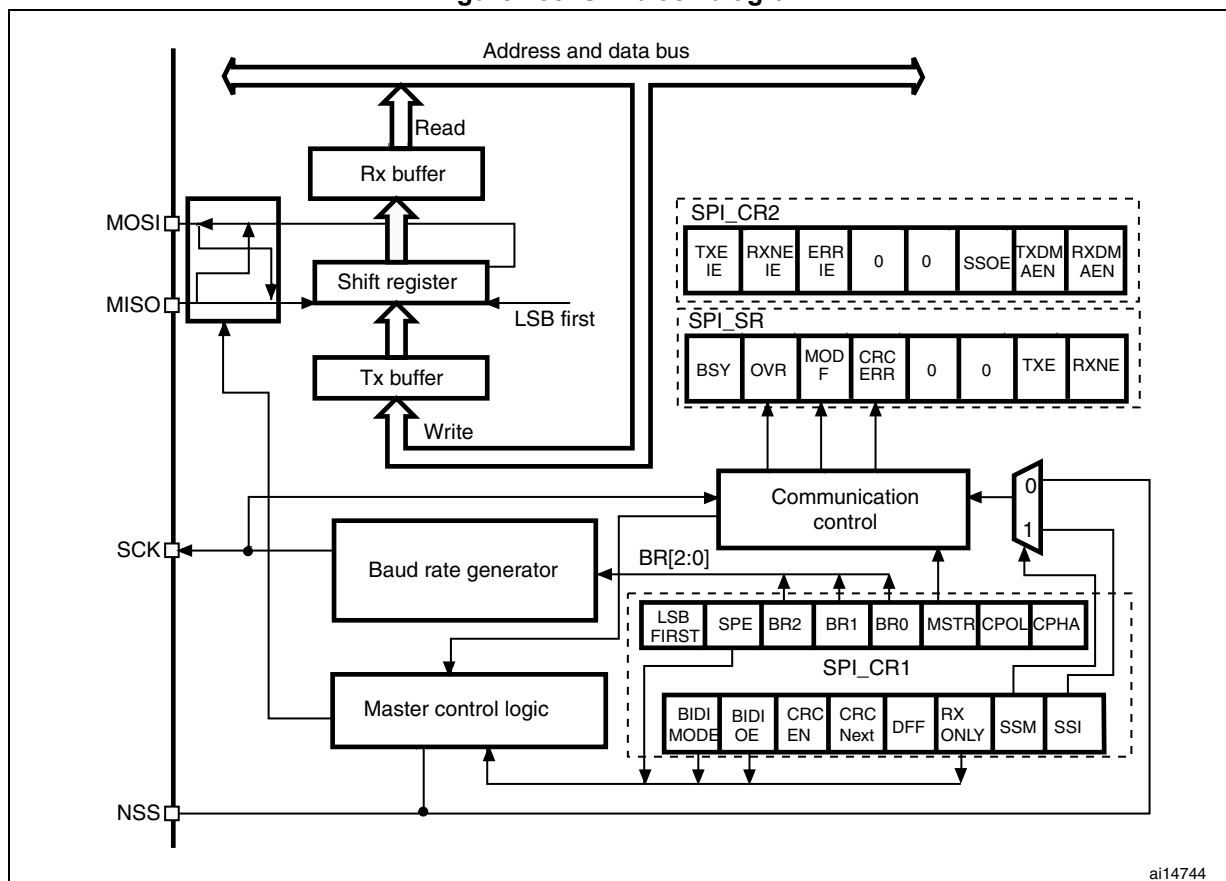 Address and data bus
Read
Rx buffer
MOSI
SPI_CR2
TXE
IE
RXNE
IE
ERR
IE
0
0
SSOE
TXDM
AEN
RXDM
AEN
Shift register
MISO
LSB first
SPI_SR
BSY
OVR
MOD
F
CRC
ERR
0
0
TXE
RXNE
Tx buffer
Write
Communication
control
0
1
SCK
Baud rate generator
BR[2:0]
LSB
FIRST
SPE
BR2
BR1
BR0
MSTR
CPOL
CPHA
SPI_CR1
Master control logic
BIDI
MODE
BIDI
OE
CRC
EN
CRC
Next
DFF
RX
ONLY
SSM
SSI
NSS
ai14744